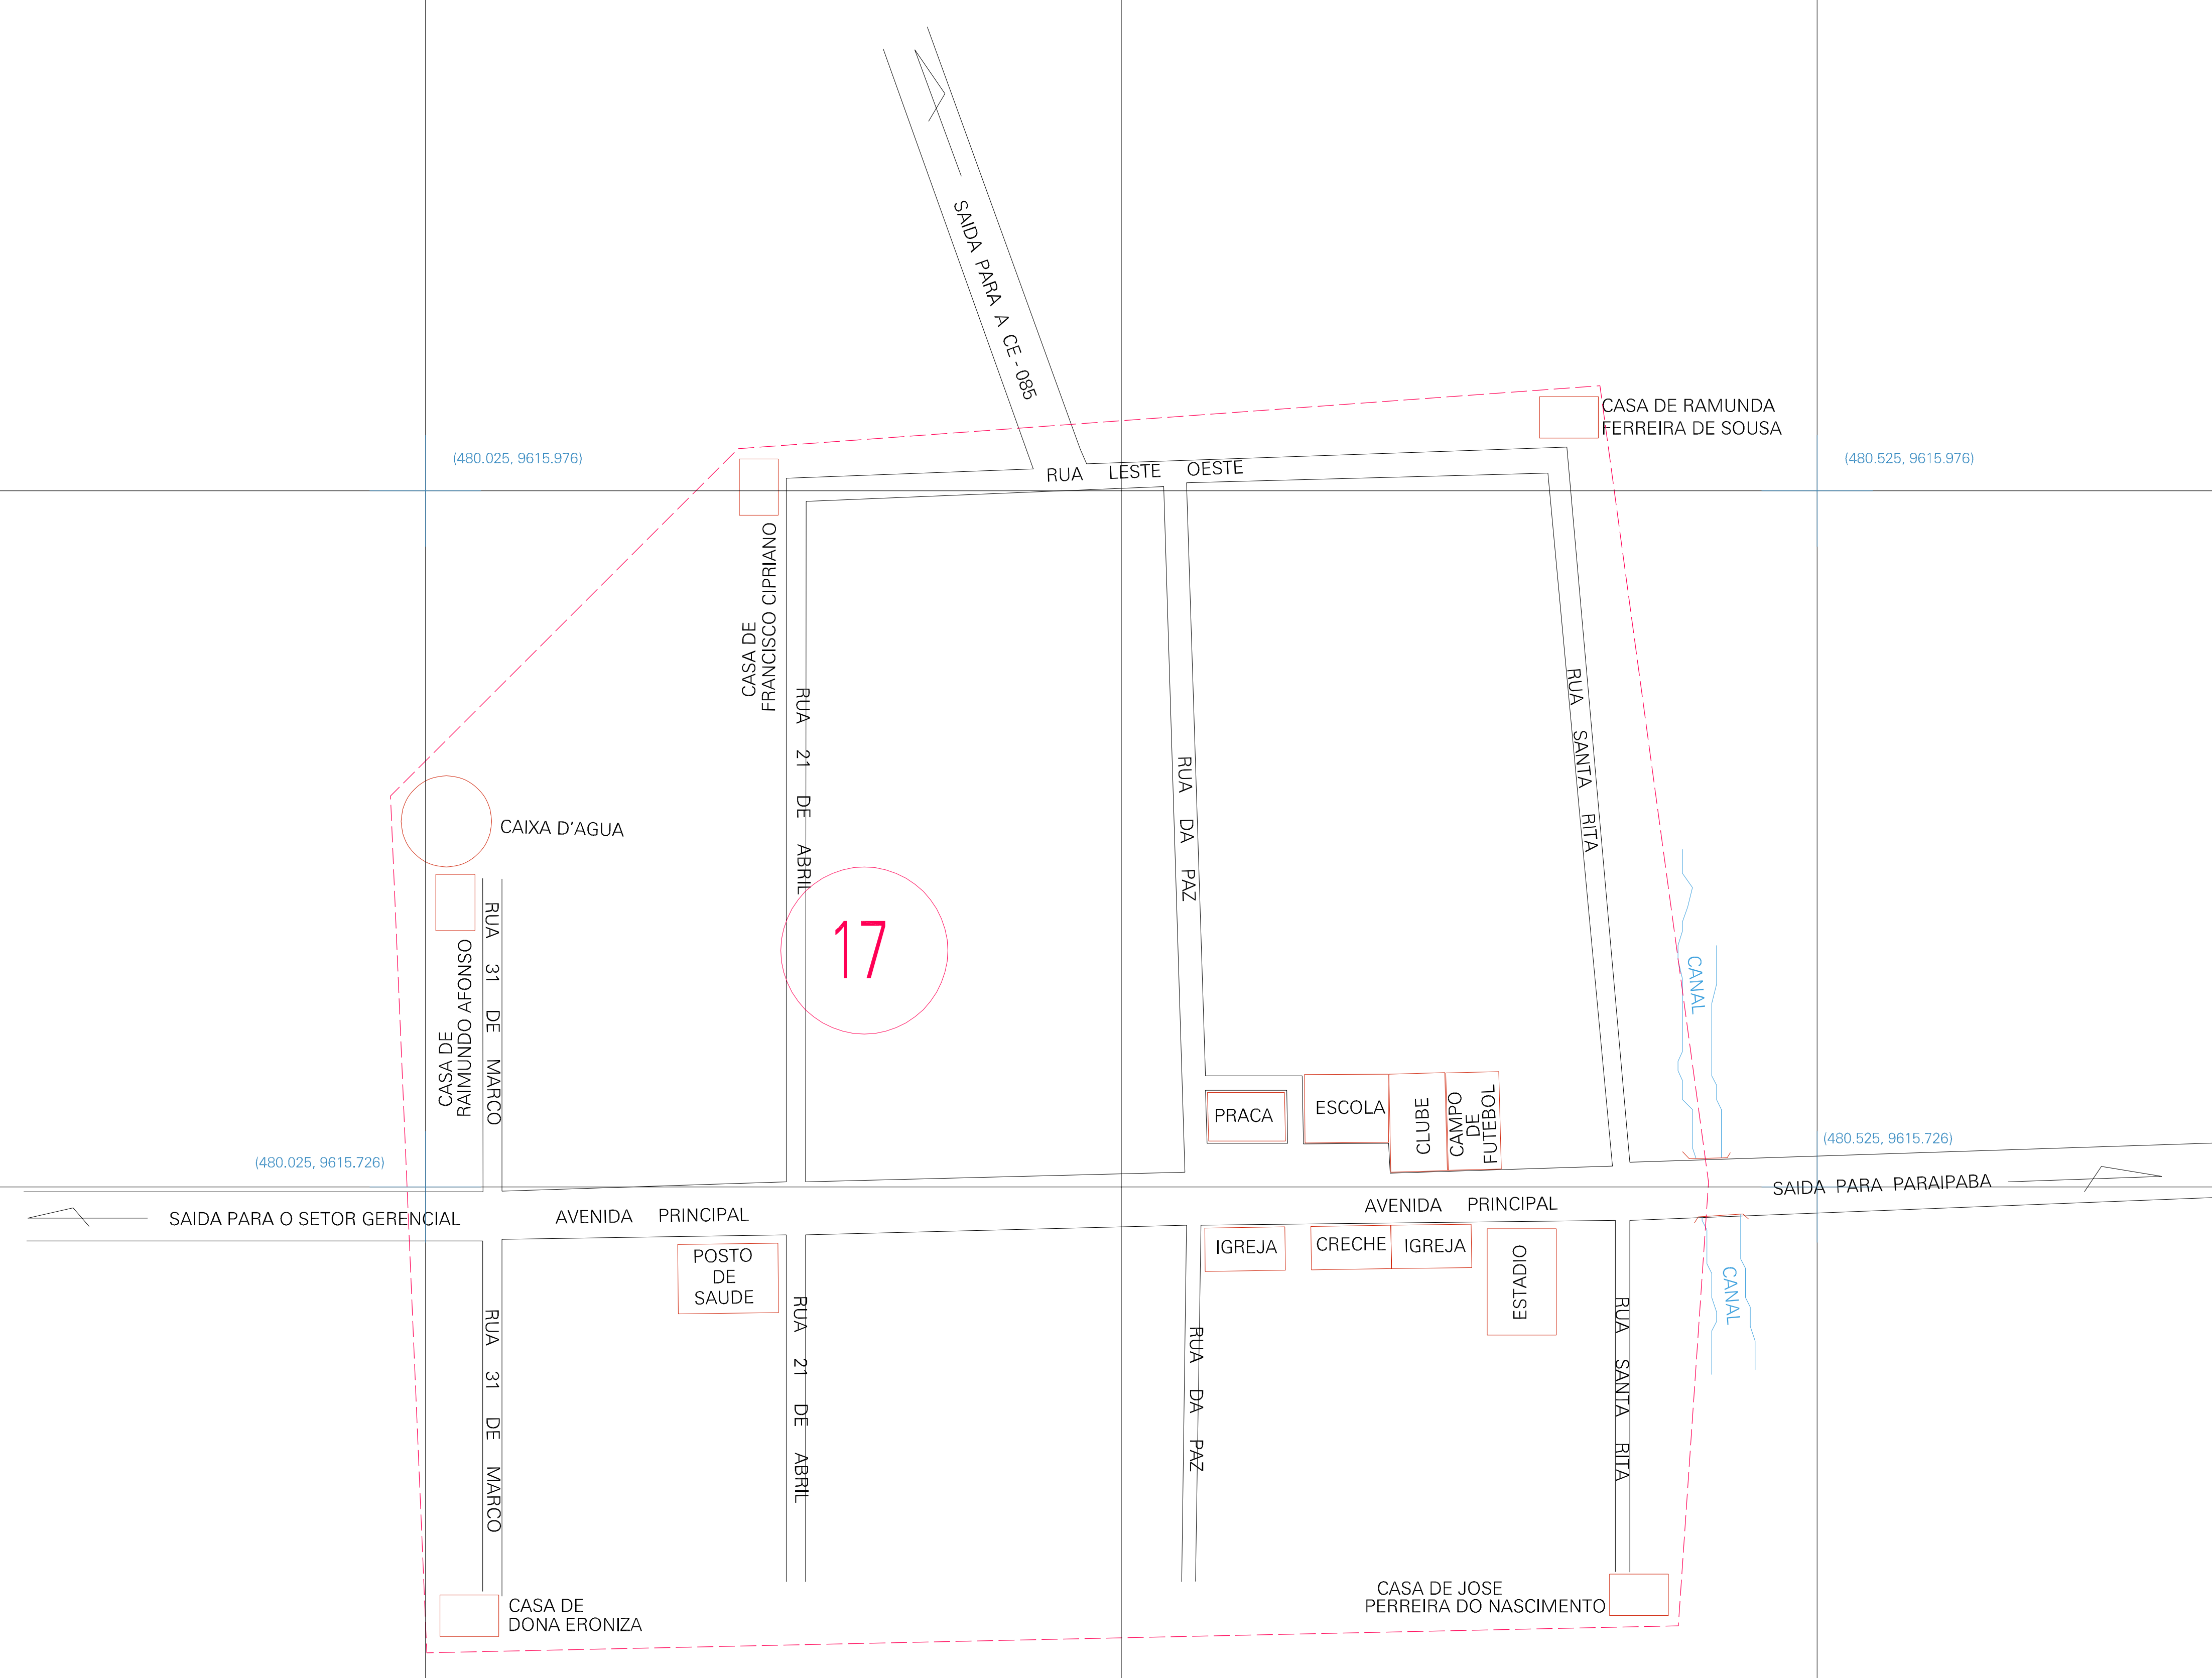 SAIDA PARA A CE - 085
CASA DE RAMUNDA
FERREIRA DE SOUSA
(480.025, 9615.976)
(480.525, 9615.976)
RUA LESTE OESTE
CASA DE
FRANCISCO CIPRIANO
RUA 21 DE ABRIL
RUA DA PAZ
RUA SANTA RITA
CAIXA D'AGUA
17
RUA 31 DE MARCO
CASA DE
RAIMUNDO AFONSO
CANAL
PRACA
ESCOLA
CLUBE
CAMPO
DE
FUTEBOL
(480.025, 9615.726)
(480.525, 9615.726)
SAIDA PARA O SETOR GERENCIAL
AVENIDA PRINCIPAL
AVENIDA PRINCIPAL
SAIDA PARA PARAIPABA
POSTO
DE
SAUDE
IGREJA
CRECHE
IGREJA
ESTADIO
CANAL
RUA 31 DE MARCO
RUA 21 DE ABRIL
RUA DA PAZ
RUA SANTA RITA
CASA DE
DONA ERONIZA
CASA DE JOSE
PERREIRA DO NASCIMENTO